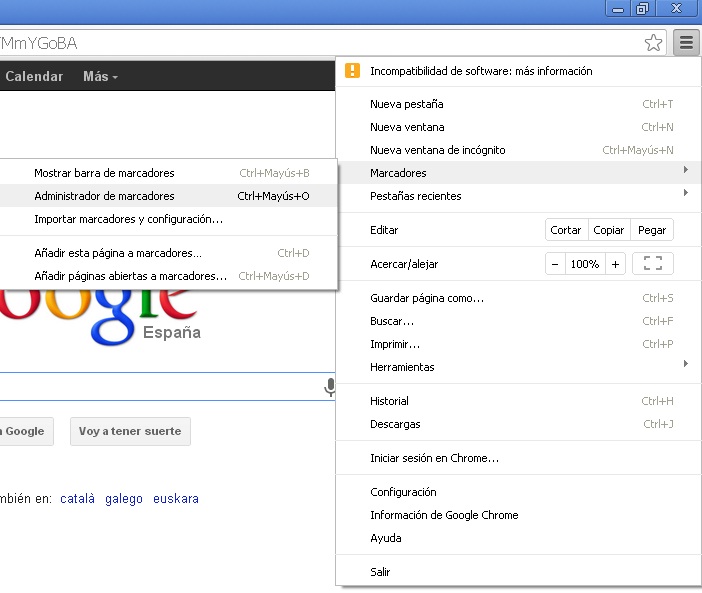 /MmYGoBA
Calendar Más
Incompatibilidad de software: más información
Nueva pestaña Ctrl+T
Nueva ventana Ctrl+N
Nueva ventana de incógnito Ctrl+Mayús+N
Marcadores
Pestañas recientes
Editar Cortar Copiar Pegar
Acercar/alejar − 100% +
Guardar página como... Ctrl+S
Buscar... Ctrl+F
Imprimir... Ctrl+P
Herramientas
Historial Ctrl+H
Descargas Ctrl+J
Iniciar sesión en Chrome...
Configuración
Información de Google Chrome
Ayuda
Salir
Mostrar barra de marcadores Ctrl+Mayús+B
Administrador de marcadores Ctrl+Mayús+O
Importar marcadores y configuración...
Añadir esta página a marcadores... Ctrl+D
Añadir páginas abiertas a marcadores... Ctrl+Mayús+D
Google
España
Google Voy a tener suerte
mbién en: català galego euskara